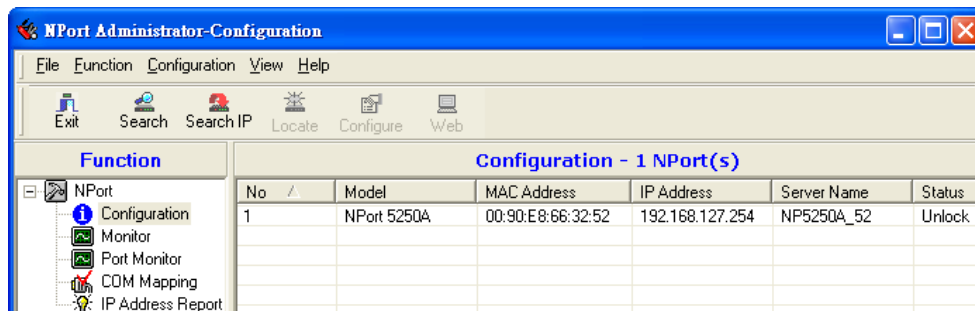 NPort Administrator-Configuration
File Function Configuration View Help
Exit Search Search IP Locate Configure Web
Function
Configuration - 1 NPort(s)
NPort
Configuration
Monitor
Port Monitor
COM Mapping
IP Address Report
No Model MAC Address IP Address Server Name Status
1 NPort 5250A 00:90:E8:66:32:52 192.168.127.254 NP5250A_52 Unlock